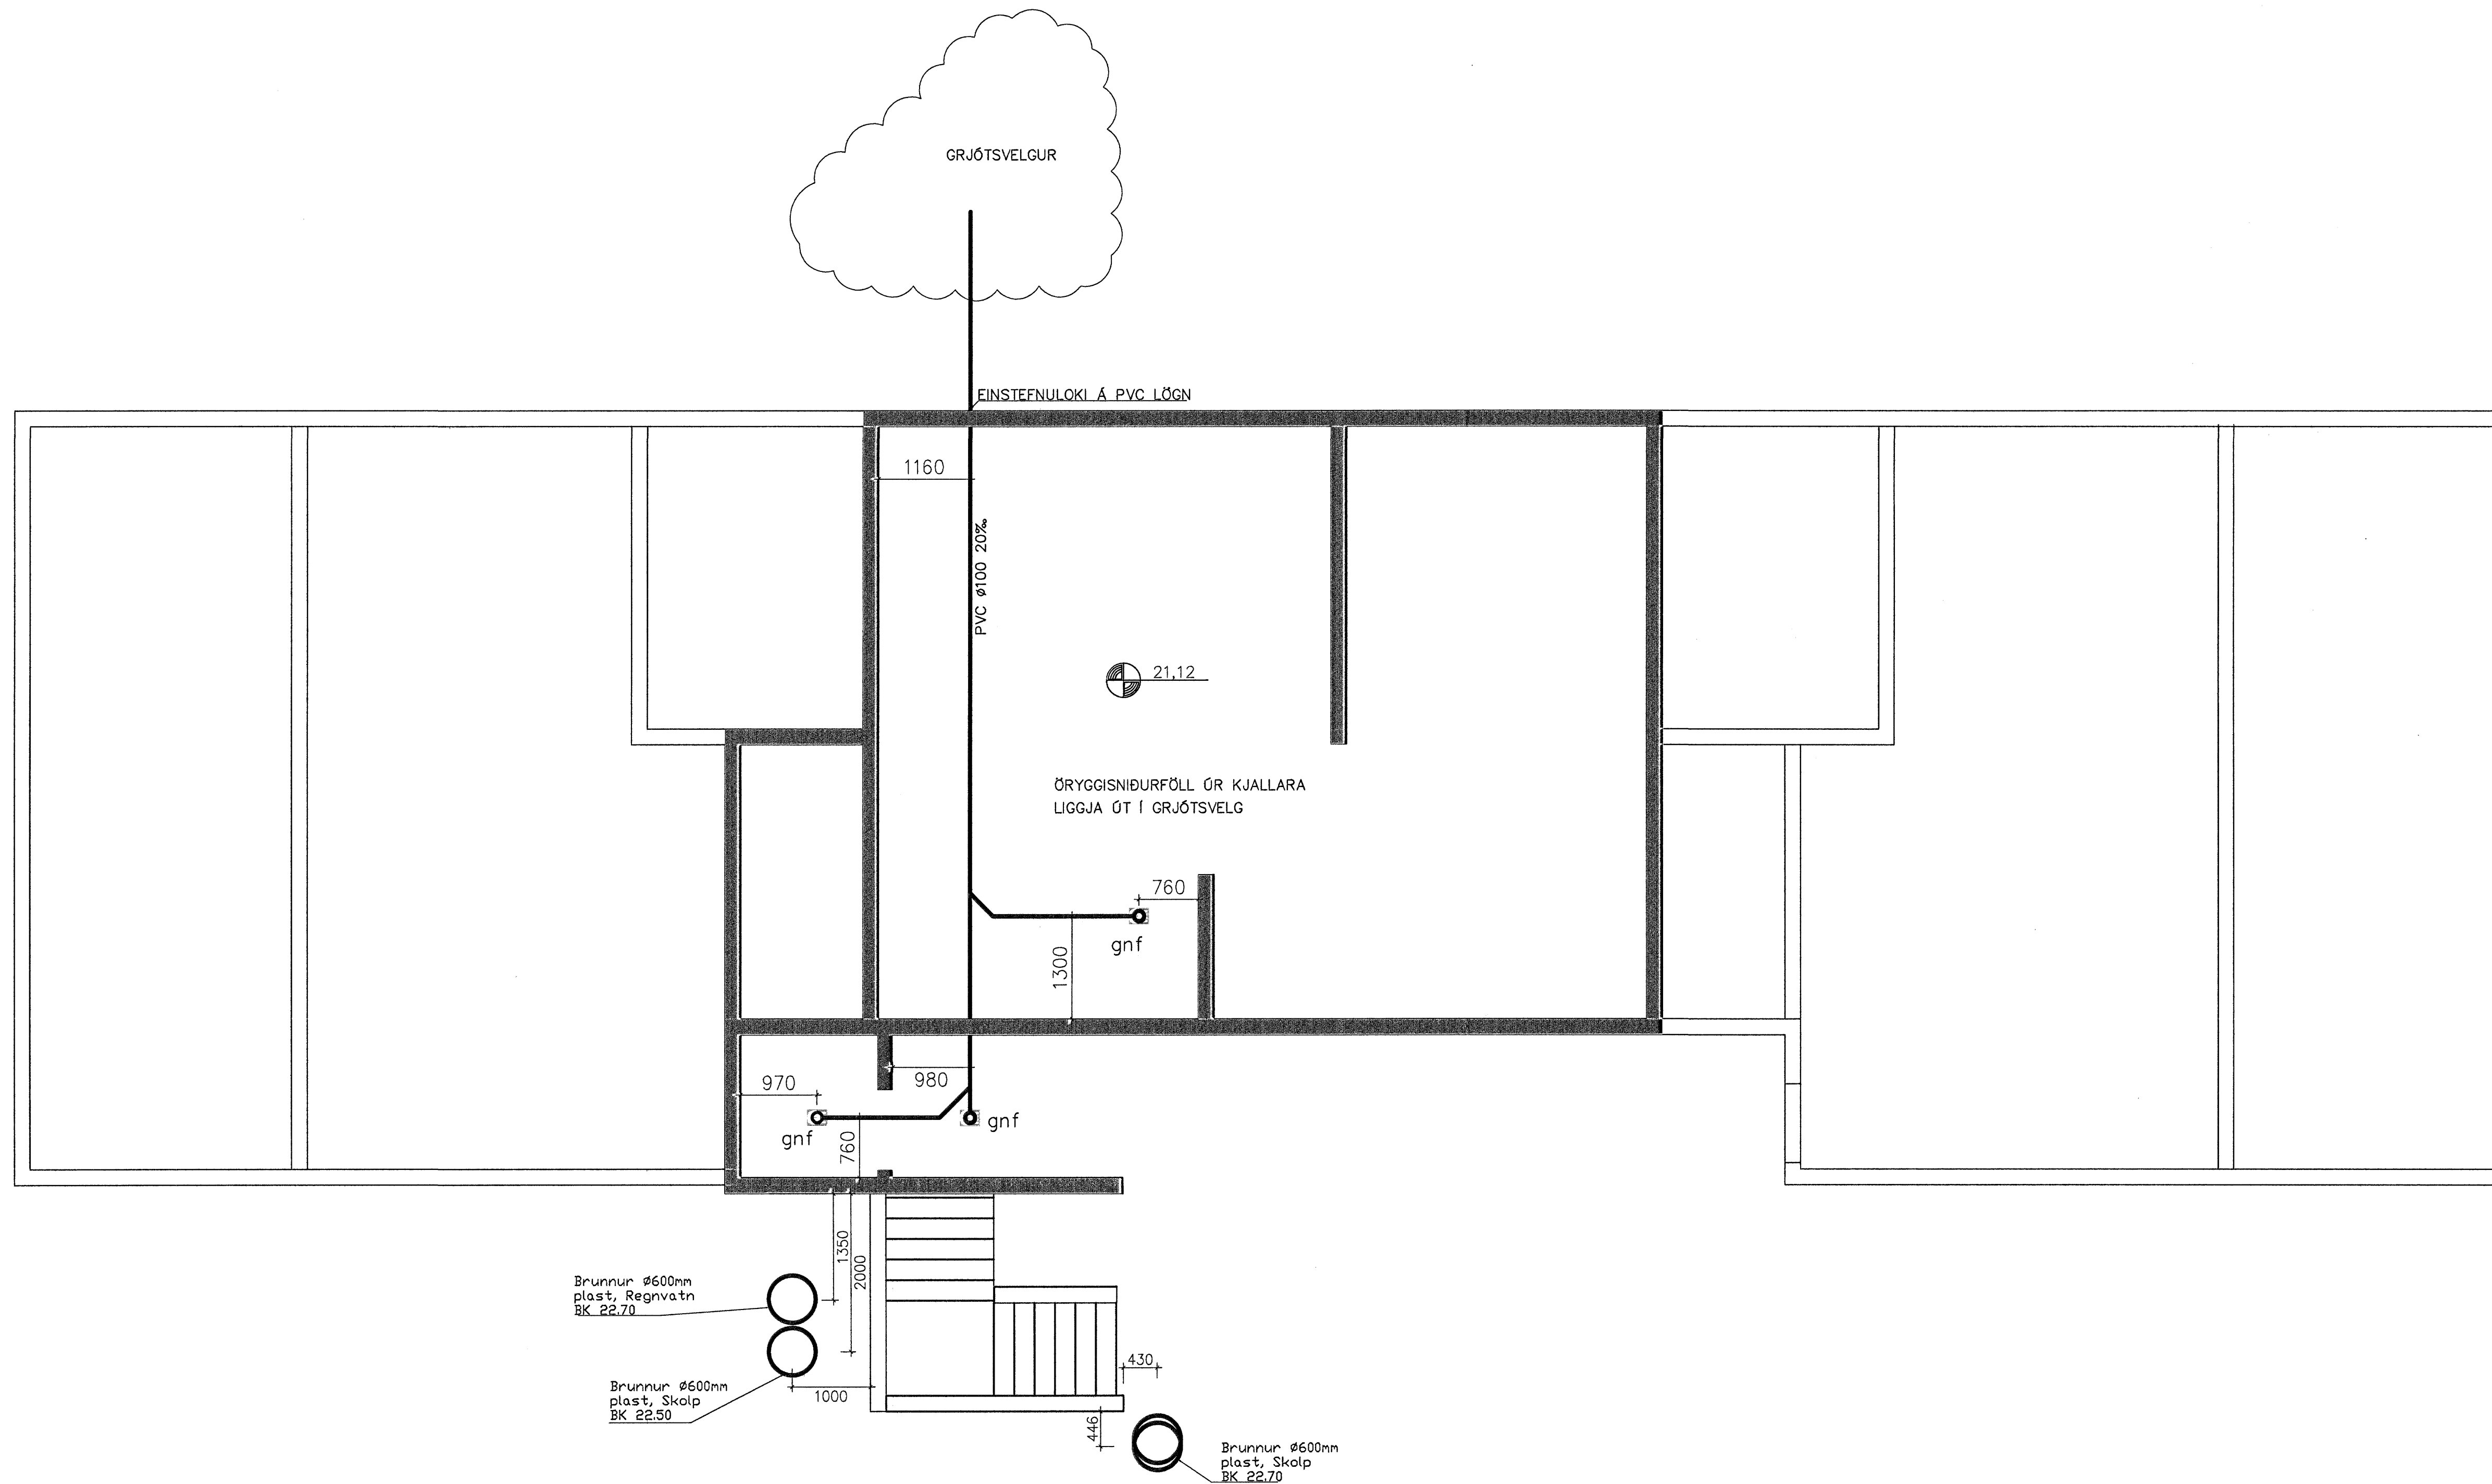 GRJÓTSVELGUR
EINSTEFNULOKI Á PVC LÖGN
1160
PVC ø100 20‰
21,12
ÖRYGGISNIÐURFÖLL ÚR KJALLARA
LIGGJA ÚT Í GRJÓTSVELG
760
gnf
1300
970
980
gnf
gnf
760
1350
2000
Brunnur ø600mm
plast, Regnvatn
BK 22.70
Brunnur ø600mm
plast, Skolp
BK 22.50
1000
430
446
Brunnur ø600mm
plast, Skolp
BK 22.70